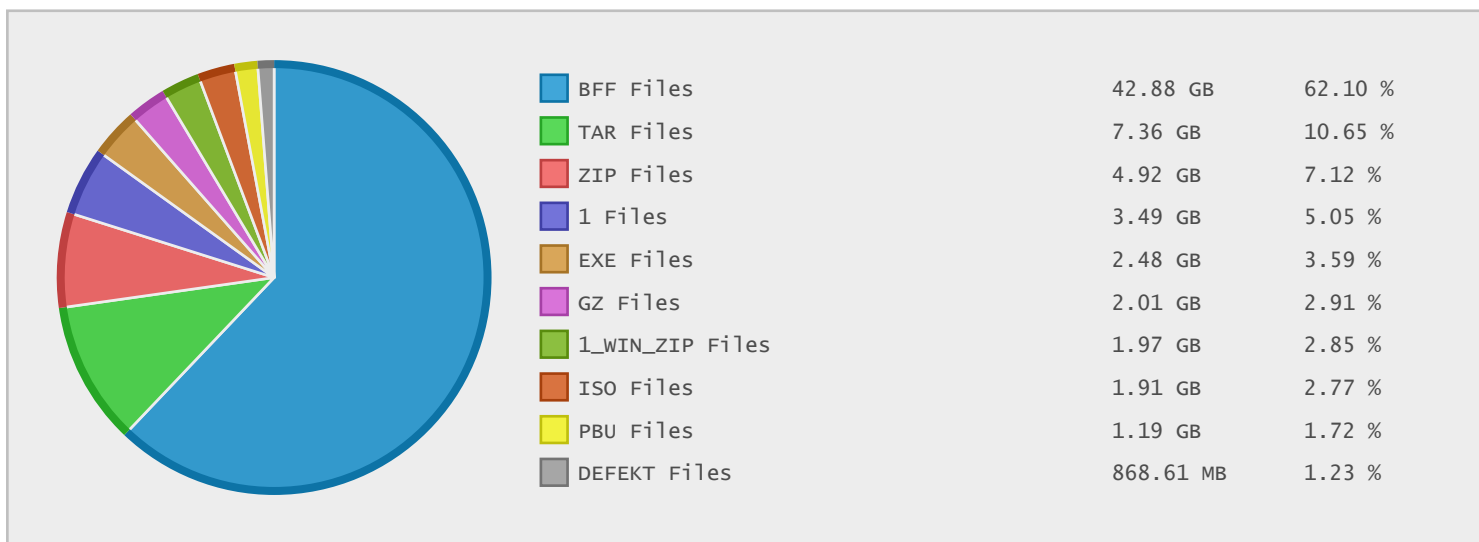 BFF Files 42.88 GB 62.10 %
TAR Files 7.36 GB 10.65 %
ZIP Files 4.92 GB 7.12 %
1 Files 3.49 GB 5.05 %
EXE Files 2.48 GB 3.59 %
GZ Files 2.01 GB 2.91 %
1_WIN_ZIP Files 1.97 GB 2.85 %
ISO Files 1.91 GB 2.77 %
PBU Files 1.19 GB 1.72 %
DEFEKT Files 868.61 MB 1.23 %